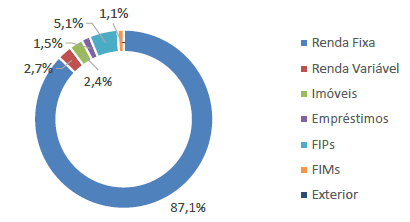 5,1%
1,1%
1,5%
2,7%
2,4%
87,1%
Renda Fixa
Renda Variável
Imóveis
Empréstimos
FIPs
FIMs
Exterior